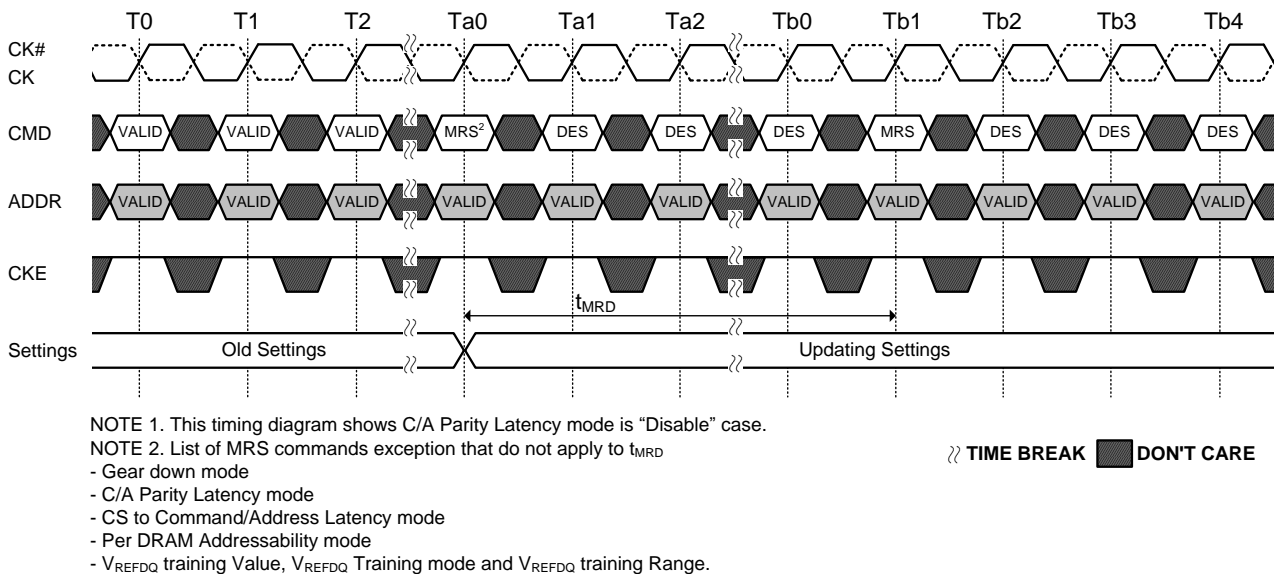 T0 T1 T2 Ta0 Ta1 Ta2 Tb0 Tb1 Tb2 Tb3 Tb4
CK#
CK
CMD VALID VALID VALID MRS² DES DES DES MRS DES DES DES
ADDR VALID VALID VALID VALID VALID VALID VALID VALID VALID VALID VALID
CKE
tMRD
Settings Old Settings Updating Settings
NOTE 1. This timing diagram shows C/A Parity Latency mode is “Disable” case.
NOTE 2. List of MRS commands exception that do not apply to tMRD
- Gear down mode
- C/A Parity Latency mode
- CS to Command/Address Latency mode
- Per DRAM Addressability mode
- VREFDQ training Value, VREFDQ Training mode and VREFDQ training Range.
TIME BREAK DON'T CARE